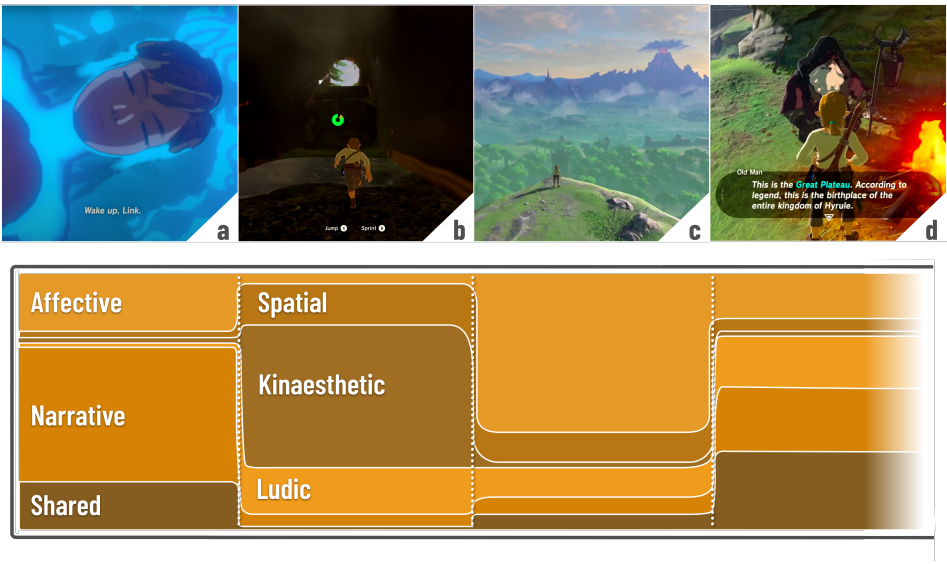 Wake up, Link.
a
Jump
Sprint
b
c
Old Man
This is the Great Plateau. According to
legend, this is the birthplace of the
entire kingdom of Hyrule.
d
Affective
Spatial
Kinaesthetic
Narrative
Ludic
Shared